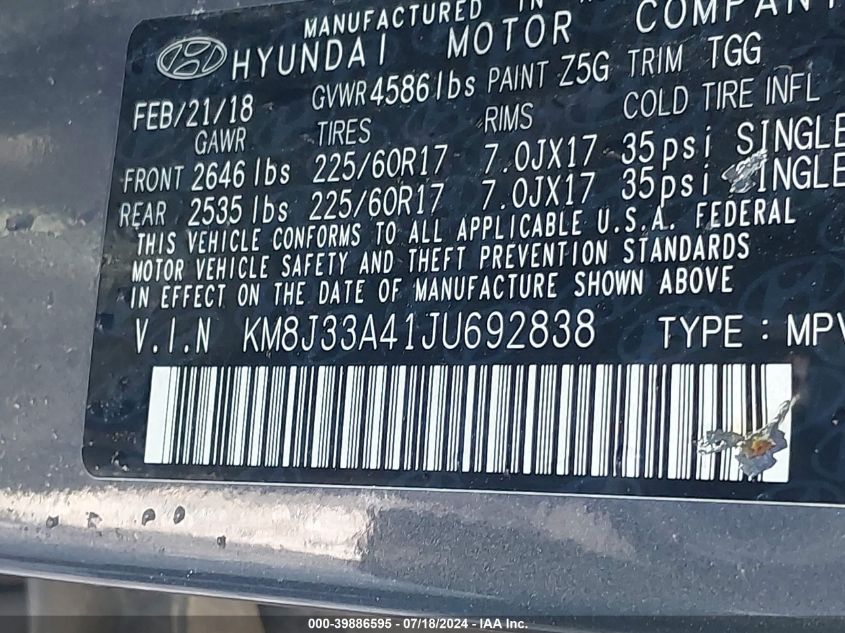 MANUFACTURED IN
HYUNDAI MOTOR COMPANY
FEB/21/18 GVWR 4586 lbs PAINT Z5G TRIM TGG
GAWR TIRES RIMS COLD TIRE INFL
FRONT 2646 lbs 225/60R17 7.0JX17 35psi SINGLE
REAR 2535 lbs 225/60R17 7.0JX17 35psi SINGLE
THIS VEHICLE CONFORMS TO ALL APPLICABLE U.S.A. FEDERAL
MOTOR VEHICLE SAFETY AND THEFT PREVENTION STANDARDS
IN EFFECT ON THE DATE OF MANUFACTURE SHOWN ABOVE
V.I.N KM8J33A41JU692838 TYPE : MPV
000-39886595 - 07/18/2024 - IAA Inc.